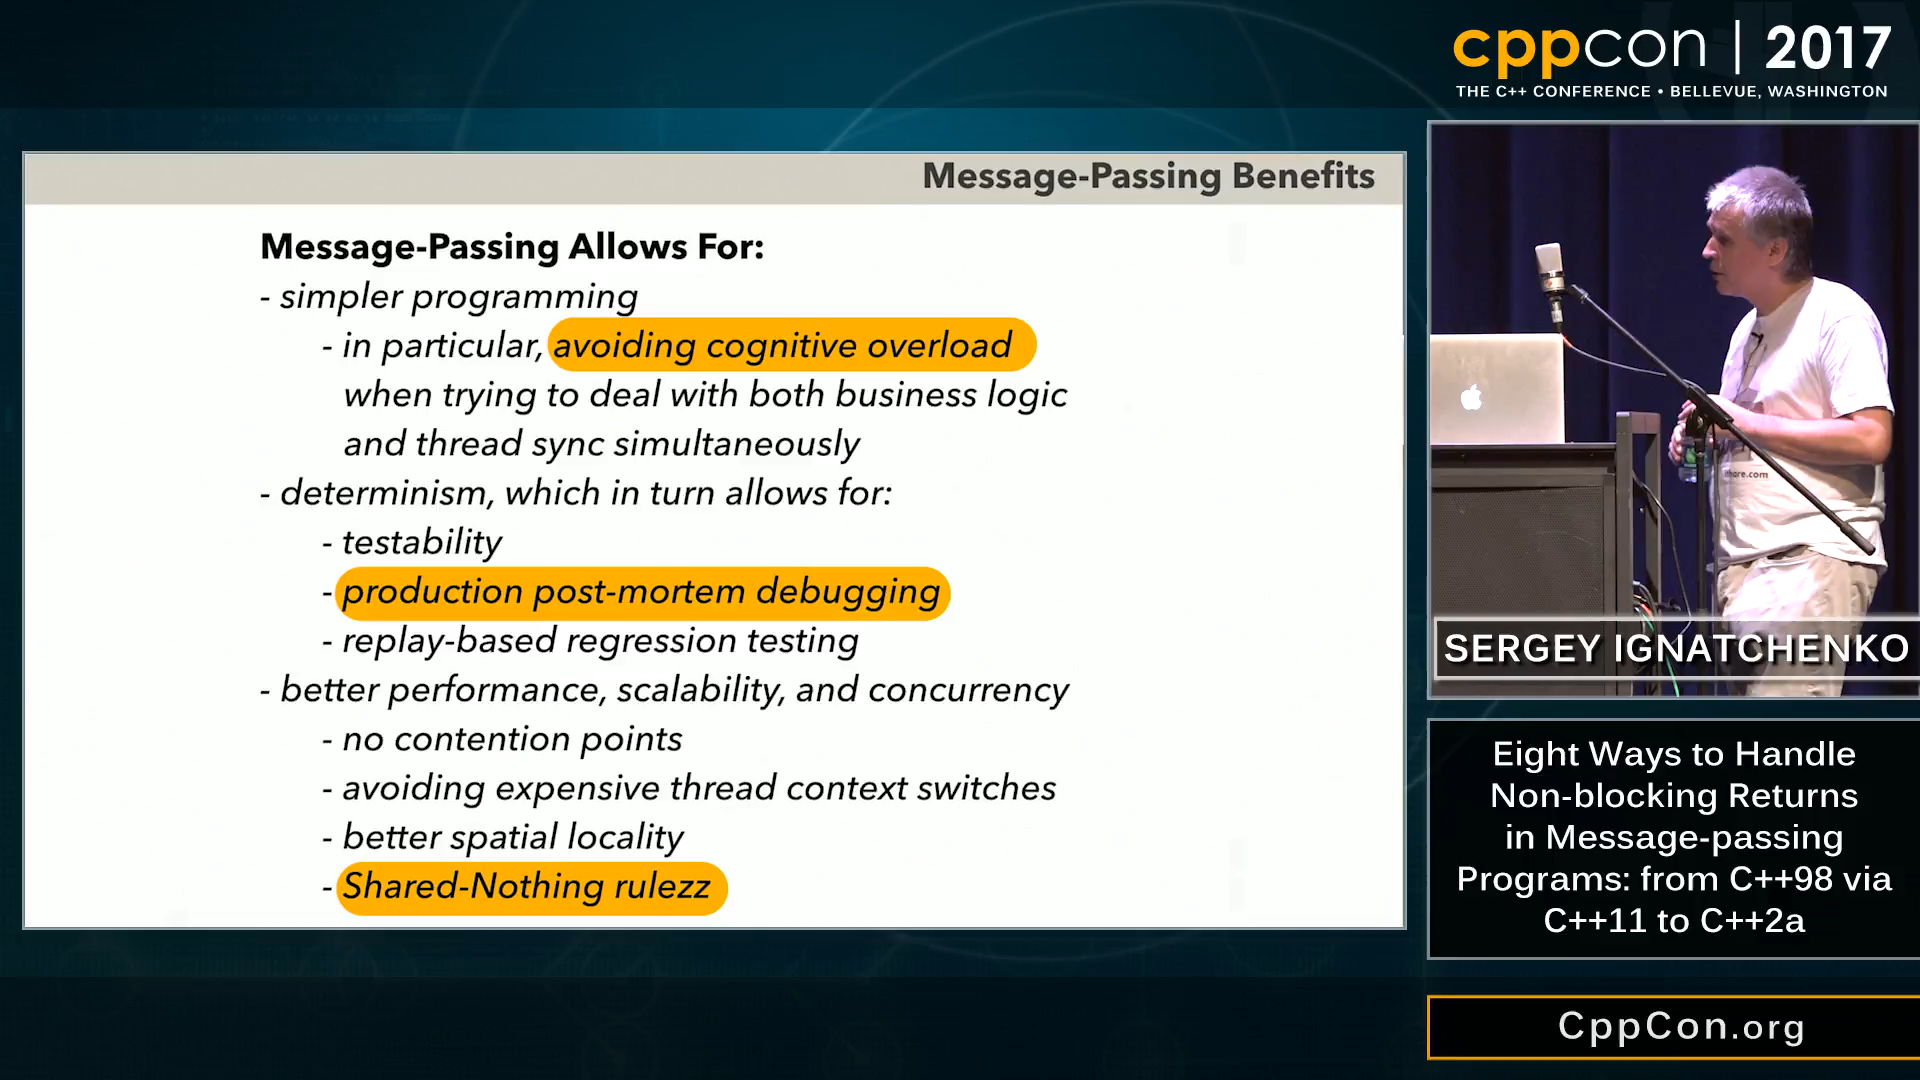 cppcon | 2017
THE C++ CONFERENCE • BELLEVUE, WASHINGTON
Message-Passing Benefits
Message-Passing Allows For:
- simpler programming
- in particular, avoiding cognitive overload
when trying to deal with both business logic
and thread sync simultaneously
- determinism, which in turn allows for:
- testability
- production post-mortem debugging
- replay-based regression testing
- better performance, scalability, and concurrency
- no contention points
- avoiding expensive thread context switches
- better spatial locality
- Shared-Nothing rulezz
SERGEY IGNATCHENKO
Eight Ways to Handle
Non-blocking Returns
in Message-passing
Programs: from C++98 via
C++11 to C++2a
CppCon.org